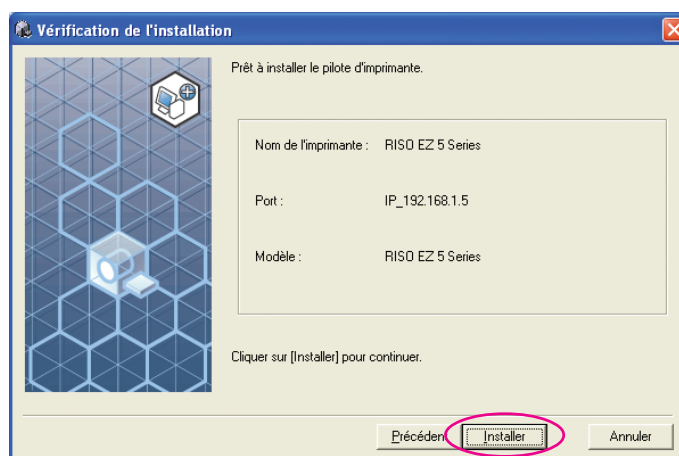 Vérification de l'installation
Prêt à installer le pilote d'imprimante.
Nom de l'imprimante : RISO EZ 5 Series
Port : IP_192.168.1.5
Modèle : RISO EZ 5 Series
Cliquer sur [Installer] pour continuer.
Précéden Installer Annuler